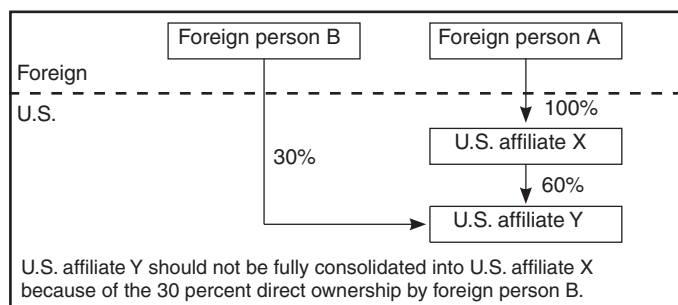 Foreign person B
Foreign person A
Foreign
U.S.
100%
U.S. affiliate X
30%
60%
U.S. affiliate Y
U.S. affiliate Y should not be fully consolidated into U.S. affiliate X
because of the 30 percent direct ownership by foreign person B.